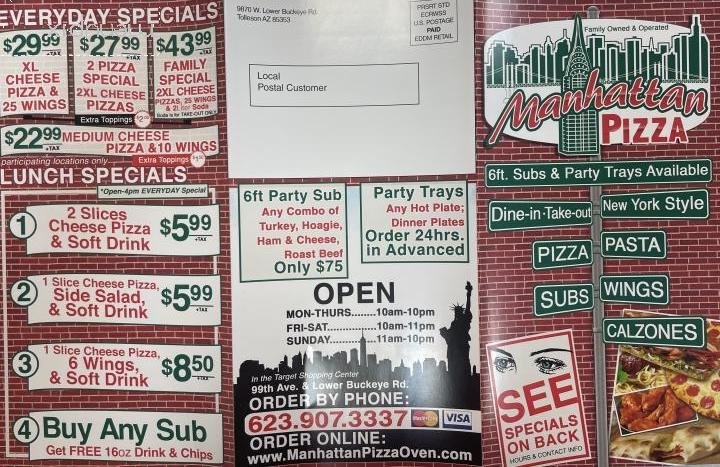 EVERYDAY SPECIALS
$29.99 +TAX
XL
CHEESE
PIZZA &
25 WINGS
$27.99 +TAX
2 PIZZA
SPECIAL
2XL CHEESE
PIZZAS
Extra Toppings
$43.99 +TAX
FAMILY
SPECIAL
2XL CHEESE
PIZZAS, 25 WINGS
& 2 liter Soda
Soda is for TAKE-OUT ONLY
$22.99 +TAX MEDIUM CHEESE
PIZZA &10 WINGS
participating locations only...
Extra Toppings
LUNCH SPECIALS
*Open-4pm EVERYDAY Special
1 2 Slices
Cheese Pizza
& Soft Drink
$5.99 +TAX
2 1 Slice Cheese Pizza,
Side Salad,
& Soft Drink
$5.99 +TAX
3 1 Slice Cheese Pizza,
6 Wings,
& Soft Drink
$8.50 +TAX
4 Buy Any Sub
Get FREE 16oz Drink & Chips
9870 W. Lower Buckeye Rd.
Tolleson AZ 85353
PRSRT STD
ECRWSS
U.S. POSTAGE
PAID
EDDM RETAIL
Local
Postal Customer
6ft Party Sub
Any Combo of
Turkey, Hoagie,
Ham & Cheese,
Roast Beef
Only $75
Party Trays
Any Hot Plate;
Dinner Plates
Order 24hrs.
in Advanced
OPEN
MON-THURS..........10am-10pm
FRI-SAT..............10am-11pm
SUNDAY..............11am-10pm
In the Target Shopping Center
99th Ave. & Lower Buckeye Rd.
ORDER BY PHONE:
623.907.3337 MasterCard VISA
ORDER ONLINE:
www.ManhattanPizzaOven.com
Family Owned & Operated
Manhattan
PIZZA
6ft. Subs & Party Trays Available
Dine-in-Take-out
New York Style
PIZZA
PASTA
SUBS
WINGS
CALZONES
SEE
SPECIALS
ON BACK
HOURS & CONTACT INFO